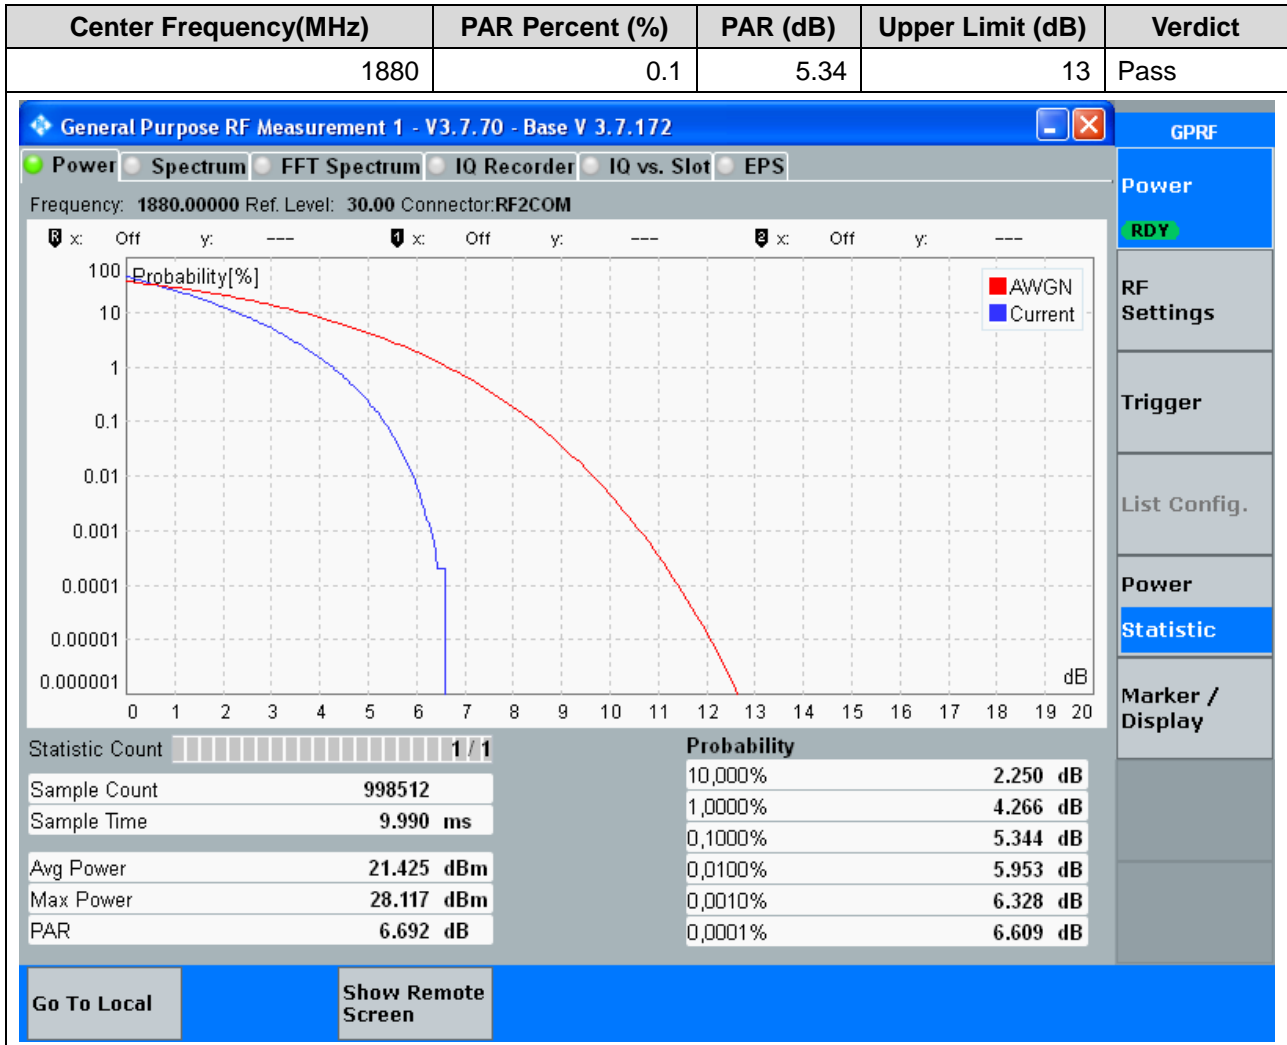 Center Frequency(MHz) PAR Percent (%) PAR (dB) Upper Limit (dB) Verdict
1880 0.1 5.34 13 Pass
General Purpose RF Measurement 1 - V3.7.70 - Base V 3.7.172
GPRF
Power Spectrum FFT Spectrum IQ Recorder IQ vs. Slot EPS
Frequency: 1880.00000 Ref. Level: 30.00 Connector:RF2COM
R x: Off y: --- 1 x: Off y: --- 2 x: Off y: ---
Probability[%]
100
10
1
0.1
0.01
0.001
0.0001
0.00001
0.000001
AWGN
Current
dB
0 1 2 3 4 5 6 7 8 9 10 11 12 13 14 15 16 17 18 19 20
Statistic Count 1 / 1
Sample Count 998512
Sample Time 9.990 ms
Avg Power 21.425 dBm
Max Power 28.117 dBm
PAR 6.692 dB
Probability
10,000% 2.250 dB
1,0000% 4.266 dB
0,1000% 5.344 dB
0,0100% 5.953 dB
0,0010% 6.328 dB
0,0001% 6.609 dB
Power
RDY
RF
Settings
Trigger
List Config.
Power
Statistic
Marker /
Display
Go To Local
Show Remote
Screen